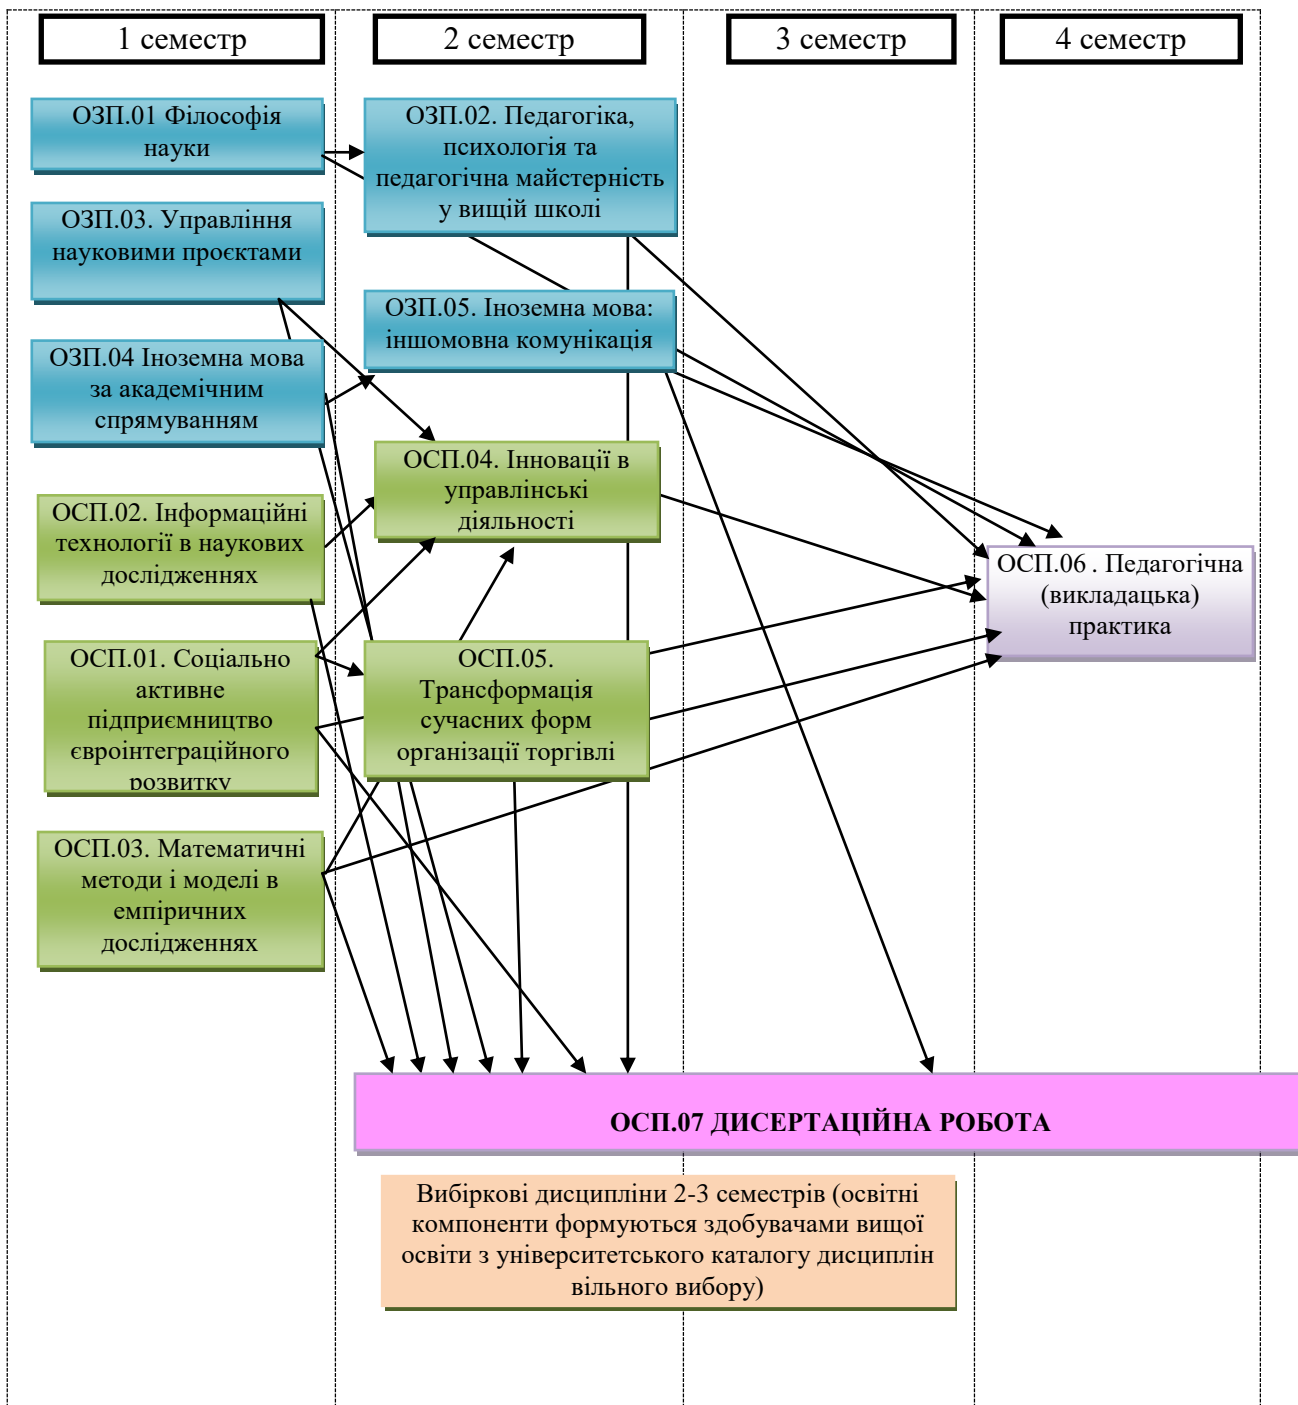 1 семестр
2 семестр
3 семестр
4 семестр
ОЗП.01 Філософія
науки
ОЗП.02. Педагогіка,
психологія та
педагогічна майстерність
у вищій школі
ОЗП.03. Управління
науковими проєктами
ОЗП.05. Іноземна мова:
іншомовна комунікація
ОЗП.04 Іноземна мова
за академічним
спрямуванням
ОСП.04. Інновації в
управлінські
діяльності
ОСП.02. Інформаційні
технології в наукових
дослідженнях
ОСП.06 . Педагогічна
(викладацька)
практика
ОСП.01. Соціально
активне
підприємництво
євроінтеграційного
розвитку
ОСП.05.
Трансформація
сучасних форм
організації торгівлі
ОСП.03. Математичні
методи і моделі в
емпіричних
дослідженнях
ОСП.07 ДИСЕРТАЦІЙНА РОБОТА
Вибіркові дисципліни 2-3 семестрів (освітні
компоненти формуються здобувачами вищої
освіти з університетського каталогу дисциплін
вільного вибору)